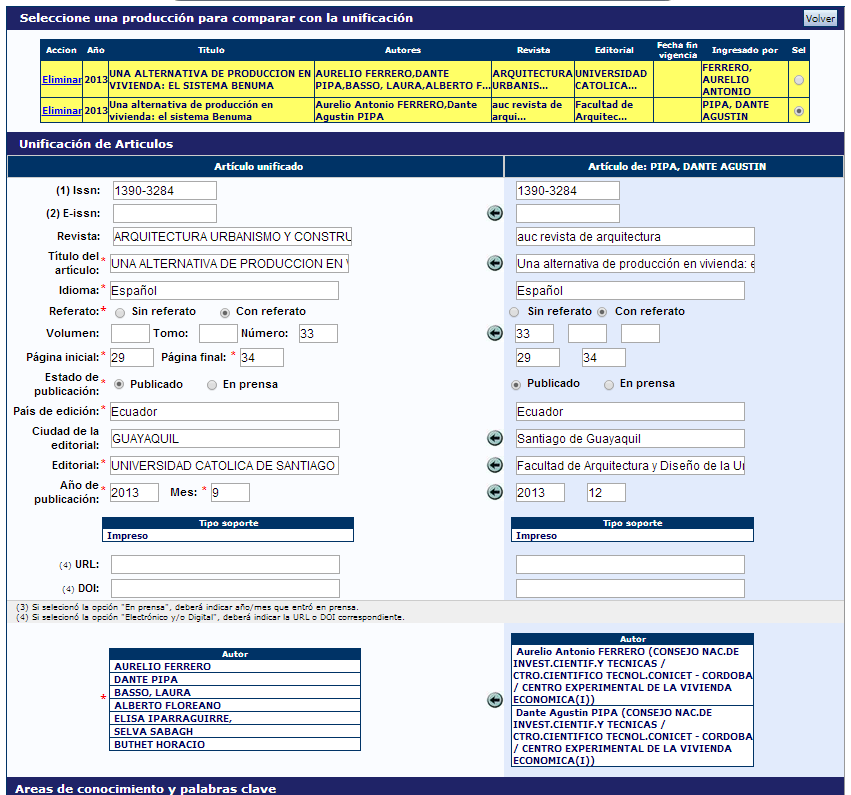 Seleccione una producción para comparar con la unificación
Volver
Accion Año Titulo Autores Revista Editorial Fecha fin vigencia Ingresado por Sel
Eliminar 2013 UNA ALTERNATIVA DE PRODUCCION EN VIVIENDA: EL SISTEMA BENUMA AURELIO FERRERO,DANTE PIPA,BASSO, LAURA,ALBERTO F... ARQUITECTURA URBANIS... UNIVERSIDAD CATOLICA... FERRERO, AURELIO ANTONIO
Eliminar 2013 Una alternativa de producción en vivienda: el sistema Benuma Aurelio Antonio FERRERO,Dante Agustin PIPA auc revista de arqui... Facultad de Arquitec... PIPA, DANTE AGUSTIN
Unificación de Articulos
Artículo unificado Artículo de: PIPA, DANTE AGUSTIN
(1) Issn: 1390-3284 1390-3284
(2) E-issn:
Revista: ARQUITECTURA URBANISMO Y CONSTRU auc revista de arquitectura
Título del artículo: * UNA ALTERNATIVA DE PRODUCCION EN V Una alternativa de producción en vivienda: e
Idioma: * Español Español
Referato: * Sin referato Con referato Sin referato Con referato
Volumen: Tomo: Número: 33 33
Página inicial: * 29 Página final: * 34 29 34
Estado de publicación: * Publicado En prensa Publicado En prensa
País de edición: * Ecuador Ecuador
Ciudad de la editorial: GUAYAQUIL Santiago de Guayaquil
Editorial: * UNIVERSIDAD CATOLICA DE SANTIAGO Facultad de Arquitectura y Diseño de la Ur
Año de publicación: * 2013 Mes: * 9 2013 12
Tipo soporte Tipo soporte
Impreso Impreso
(4) URL:
(4) DOI:
(3) Si selecionó la opción "En prensa", deberá indicar año/mes que entró en prensa.
(4) Si selecionó la opción "Electrónico y/o Digital", deberá indicar la URL o DOI correspondiente.
*
Autor
AURELIO FERRERO
DANTE PIPA
BASSO, LAURA
ALBERTO FLOREANO
ELISA IPARRAGUIRRE,
SELVA SABAGH
BUTHET HORACIO
Autor
Aurelio Antonio FERRERO (CONSEJO NAC.DE
INVEST.CIENTIF.Y TECNICAS /
CTRO.CIENTIFICO TECNOL.CONICET - CORDOBA
/ CENTRO EXPERIMENTAL DE LA VIVIENDA
ECONOMICA(I))
Dante Agustin PIPA (CONSEJO NAC.DE
INVEST.CIENTIF.Y TECNICAS /
CTRO.CIENTIFICO TECNOL.CONICET - CORDOBA
/ CENTRO EXPERIMENTAL DE LA VIVIENDA
ECONOMICA(I))
Areas de conocimiento y palabras clave